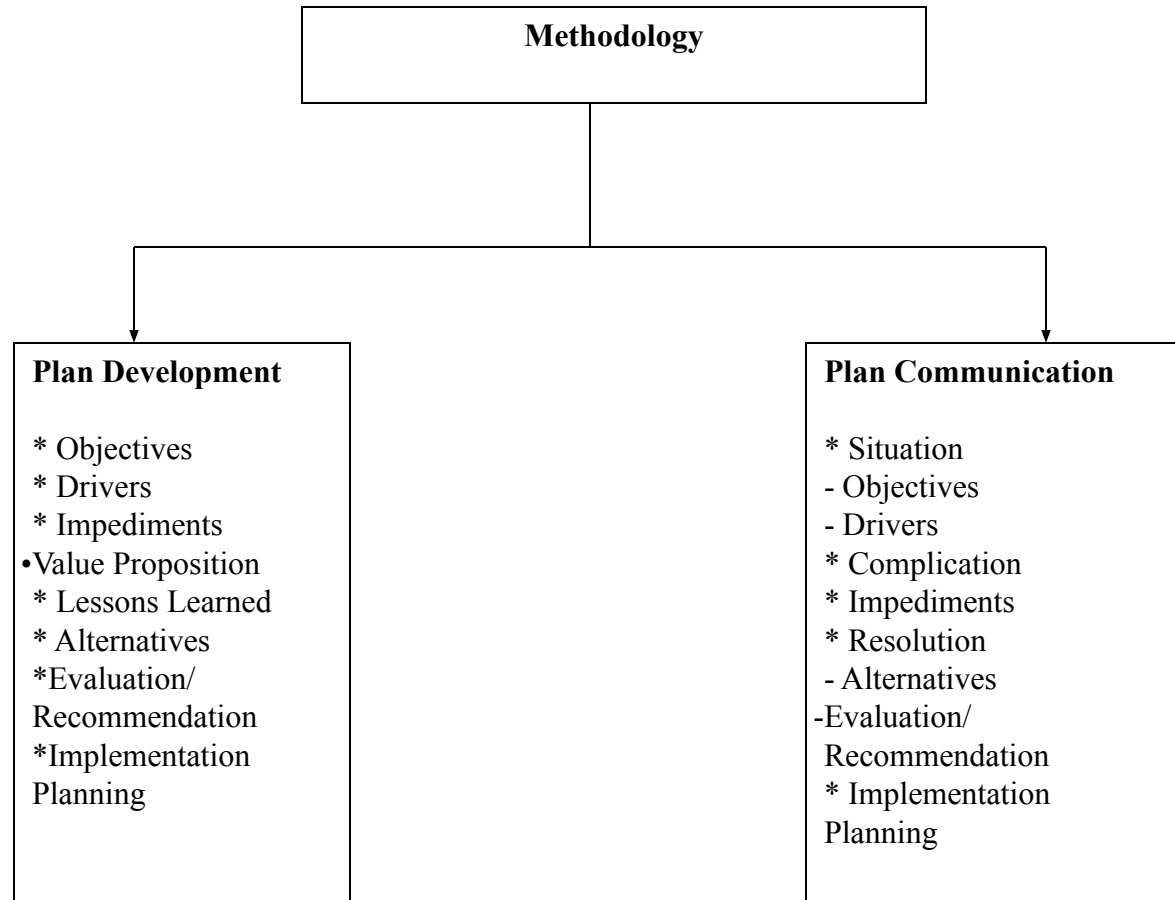 Methodology
Plan Development
* Objectives
* Drivers
* Impediments
•Value Proposition
* Lessons Learned
* Alternatives
*Evaluation/
Recommendation
*Implementation
Planning
Plan Communication
* Situation
- Objectives
- Drivers
* Complication
* Impediments
* Resolution
- Alternatives
-Evaluation/
Recommendation
* Implementation
Planning